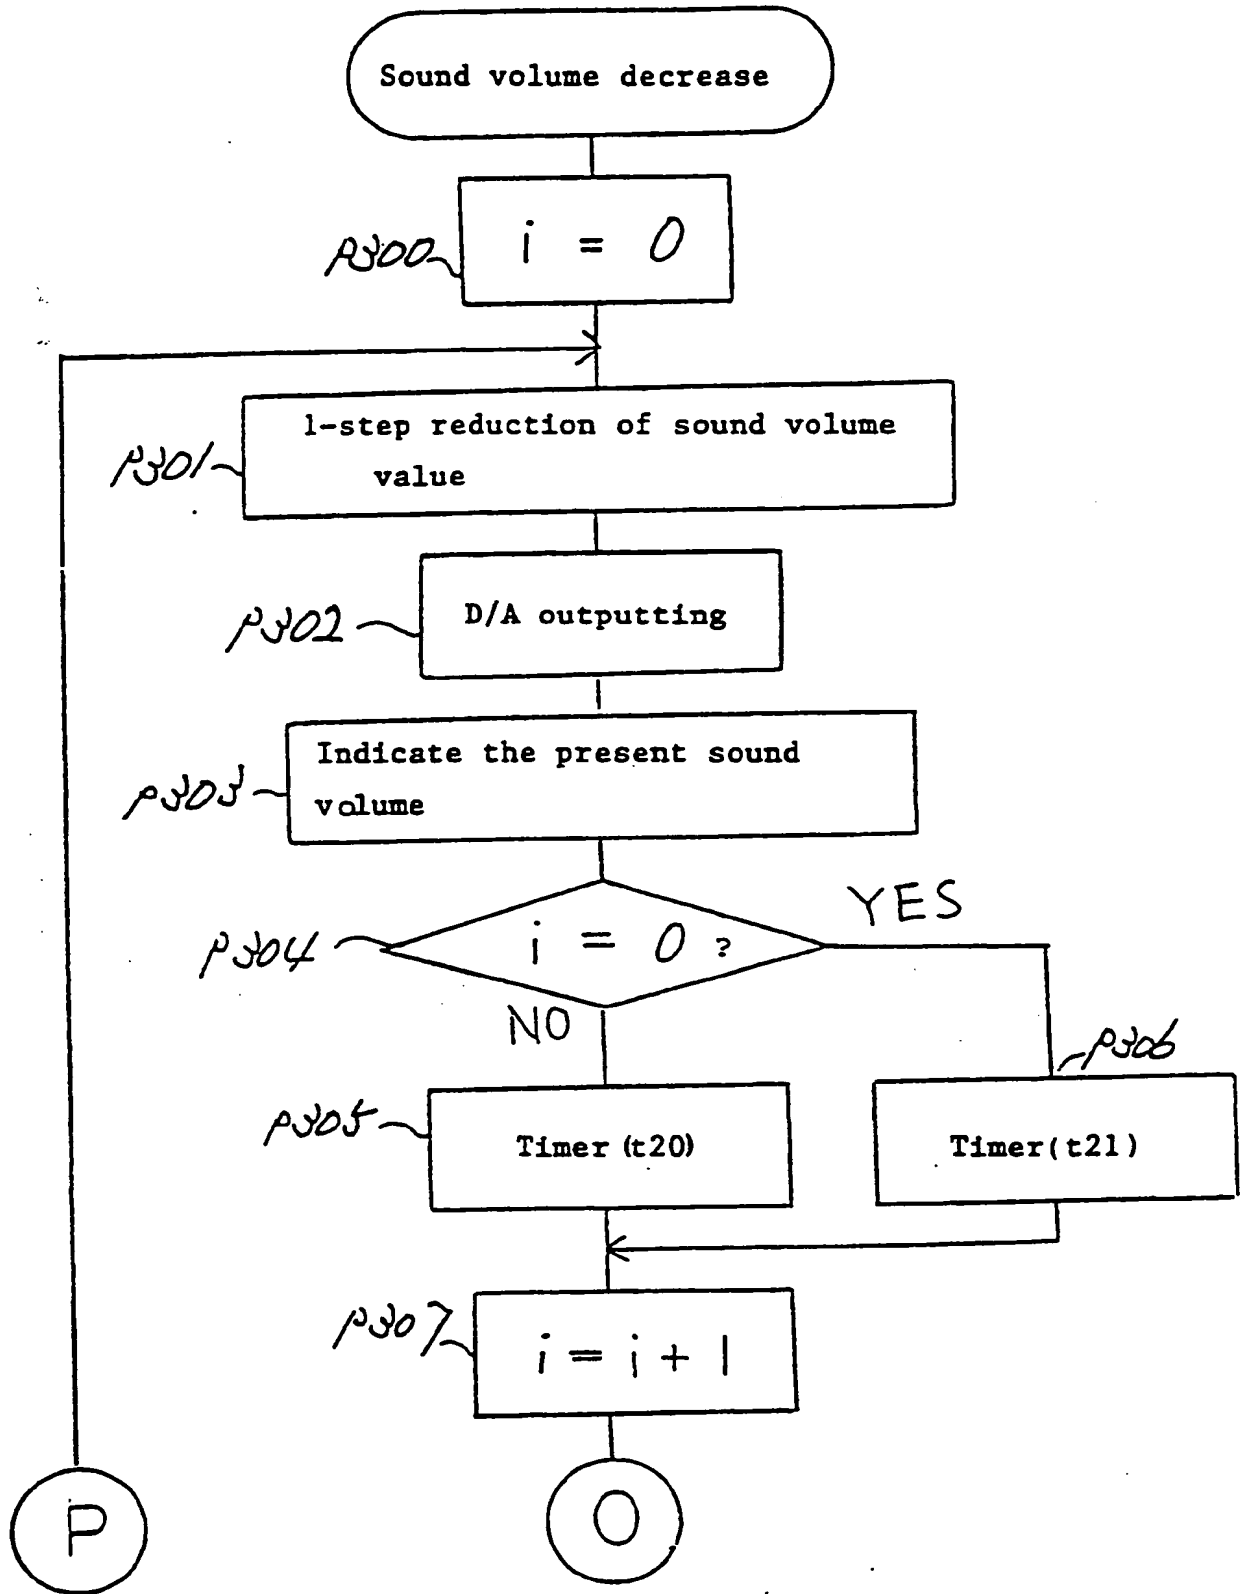 Sound volume decrease
i = 0
P300
1-step reduction of sound volume
value
P301
D/A outputting
P302
Indicate the present sound
volume
P303
YES
i = 0 ?
P304
NO
P306
P305
Timer (t20)
Timer(t21)
P307
i = i + 1
P
O